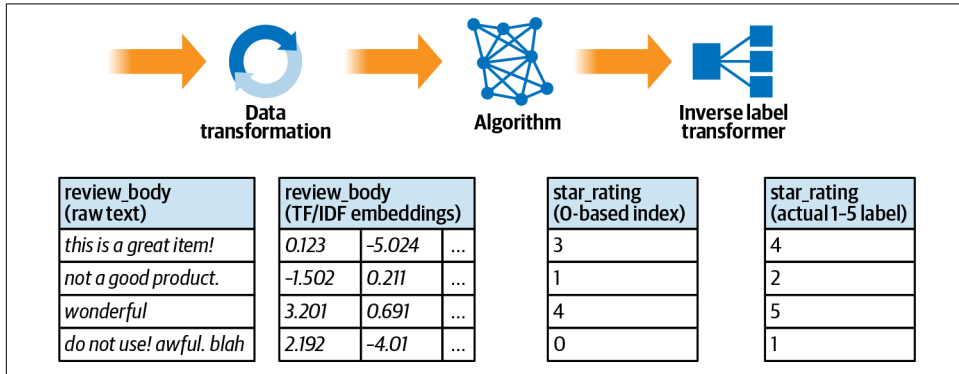 Data
transformation
Algorithm
Inverse label
transformer
review_body
(raw text)
this is a great item!
not a good product.
wonderful
do not use! awful. blah
review_body
(TF/IDF embeddings)
0.123 –5.024 ...
–1.502 0.211 ...
3.201 0.691 ...
2.192 –4.01 ...
star_rating
(0-based index)
3
1
4
0
star_rating
(actual 1–5 label)
4
2
5
1